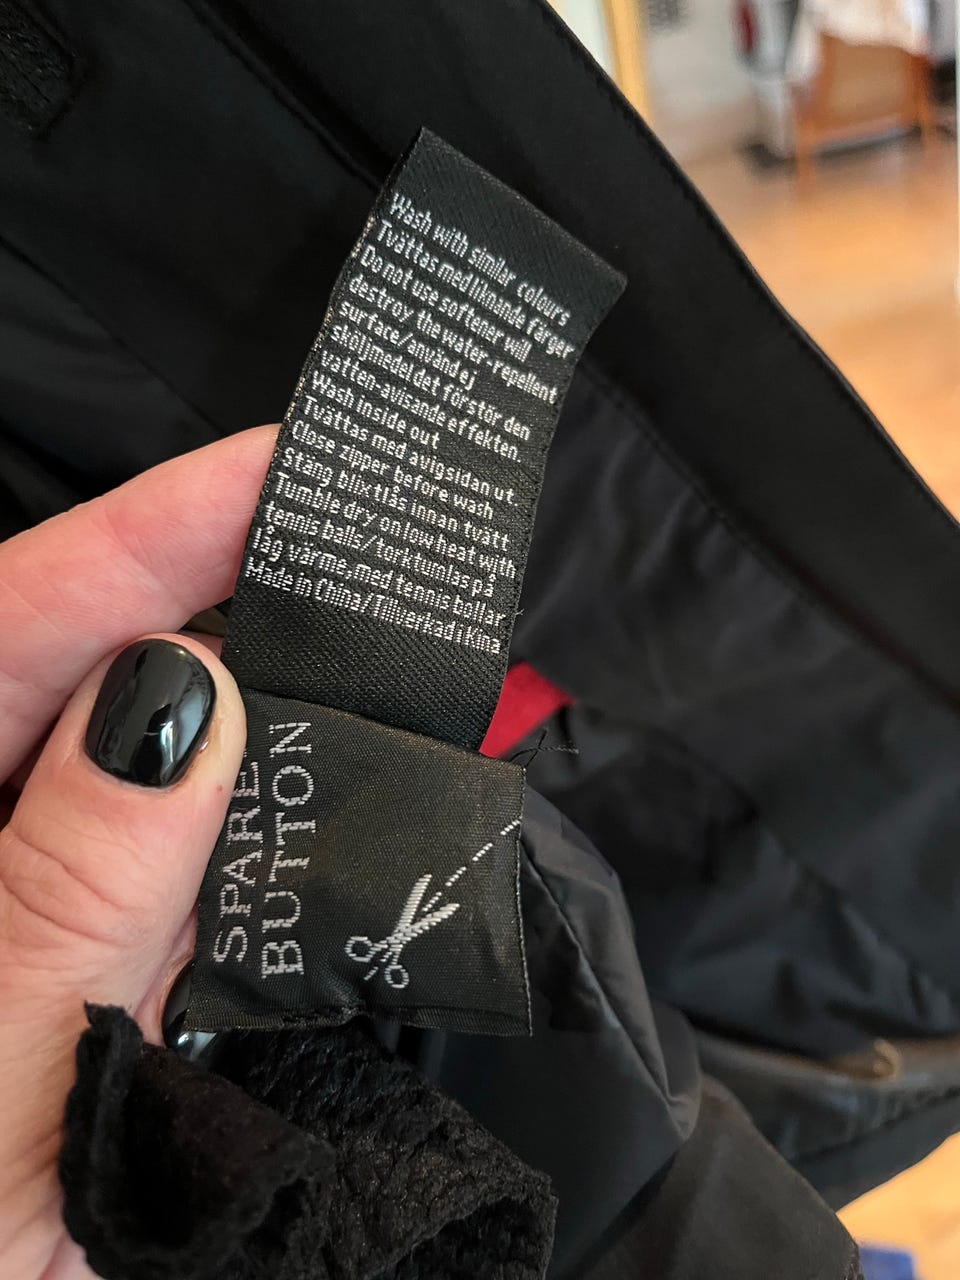 Wash with similar colours
Tvättas med liknande färger
Do not use softener will
destroy the water-repellent
surface/använd ej
sköljmedel det förstör den
vatten-avisande effekten.
Wash inside out
Tvättas med avigsidan ut
Close zipper before wash
Stäng blixtlås innan tvätt
Tumble dry on low heat with
tennis balls/torktumlas på
låg värme, med tennis bollar
Made in China/Tillverkad i Kina
SPARE
BUTTON